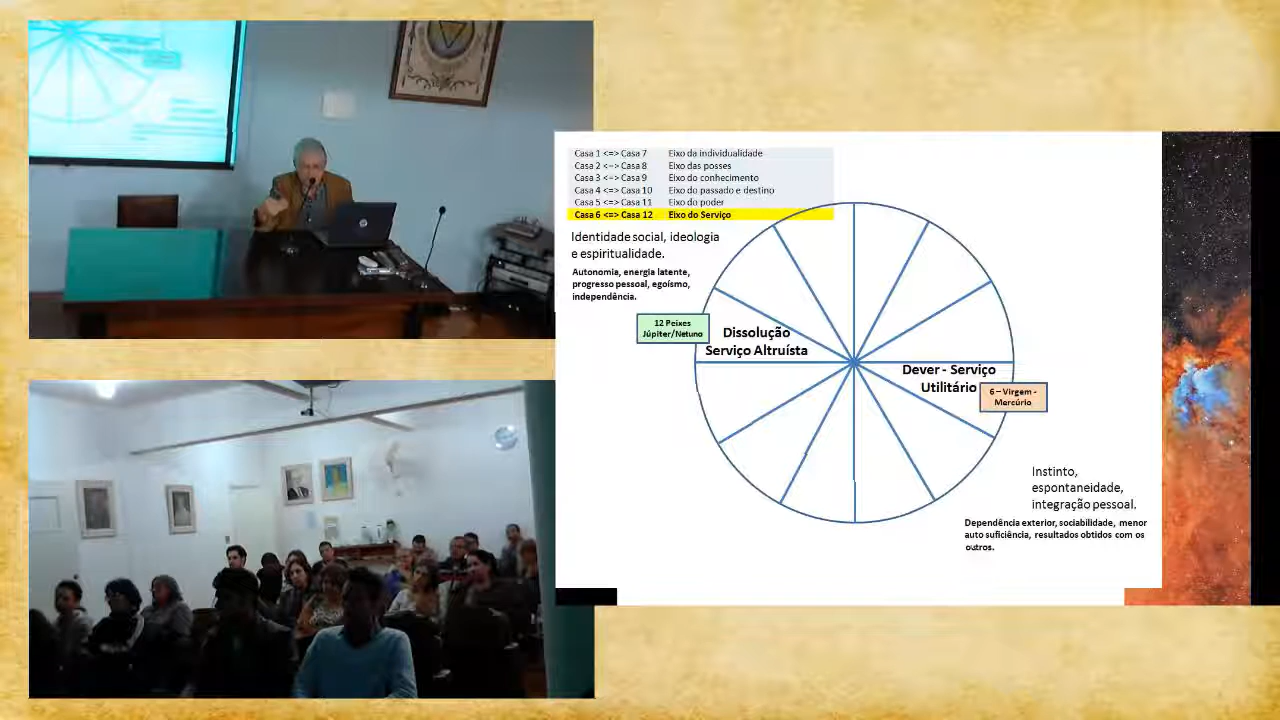 Casa 1 <=> Casa 7 Eixo da individualidade
Casa 2 <=> Casa 8 Eixo das posses
Casa 3 <=> Casa 9 Eixo do conhecimento
Casa 4 <=> Casa 10 Eixo do passado e destino
Casa 5 <=> Casa 11 Eixo do poder
Casa 6 <=> Casa 12 Eixo do Serviço
Identidade social, ideologia
e espiritualidade.
Autonomia, energia latente,
progresso pessoal, egoísmo,
independência.
12 Peixes
Júpiter/Netuno
Dissolução
Serviço Altruísta
Dever - Serviço
Utilitário
6 – Virgem -
Mercúrio
Instinto,
espontaneidade,
integração pessoal.
Dependência exterior, sociabilidade, menor
auto suficiência, resultados obtidos com os
outros.